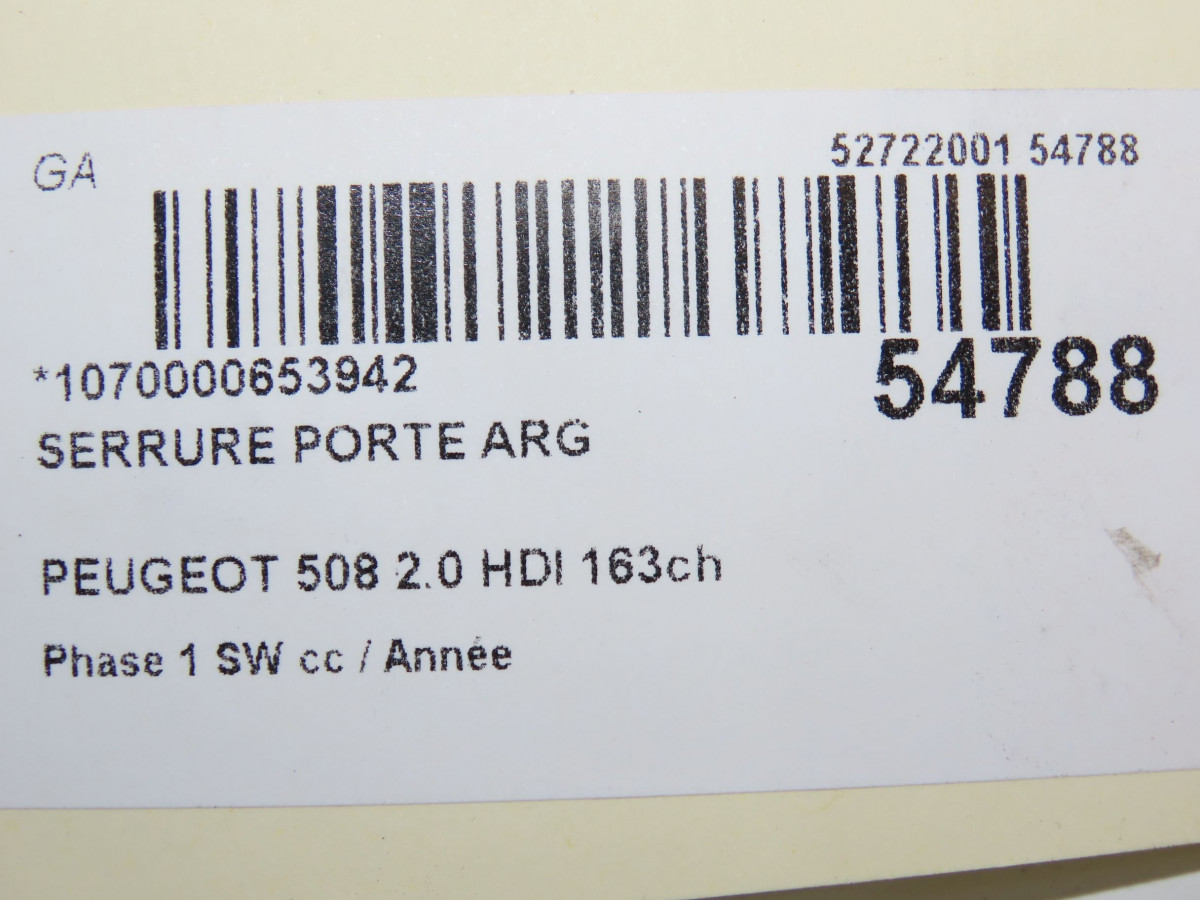 GA
52722001 54788
*1070000653942
54788
SERRURE PORTE ARG
PEUGEOT 508 2.0 HDI 163ch
Phase 1 SW cc / Année